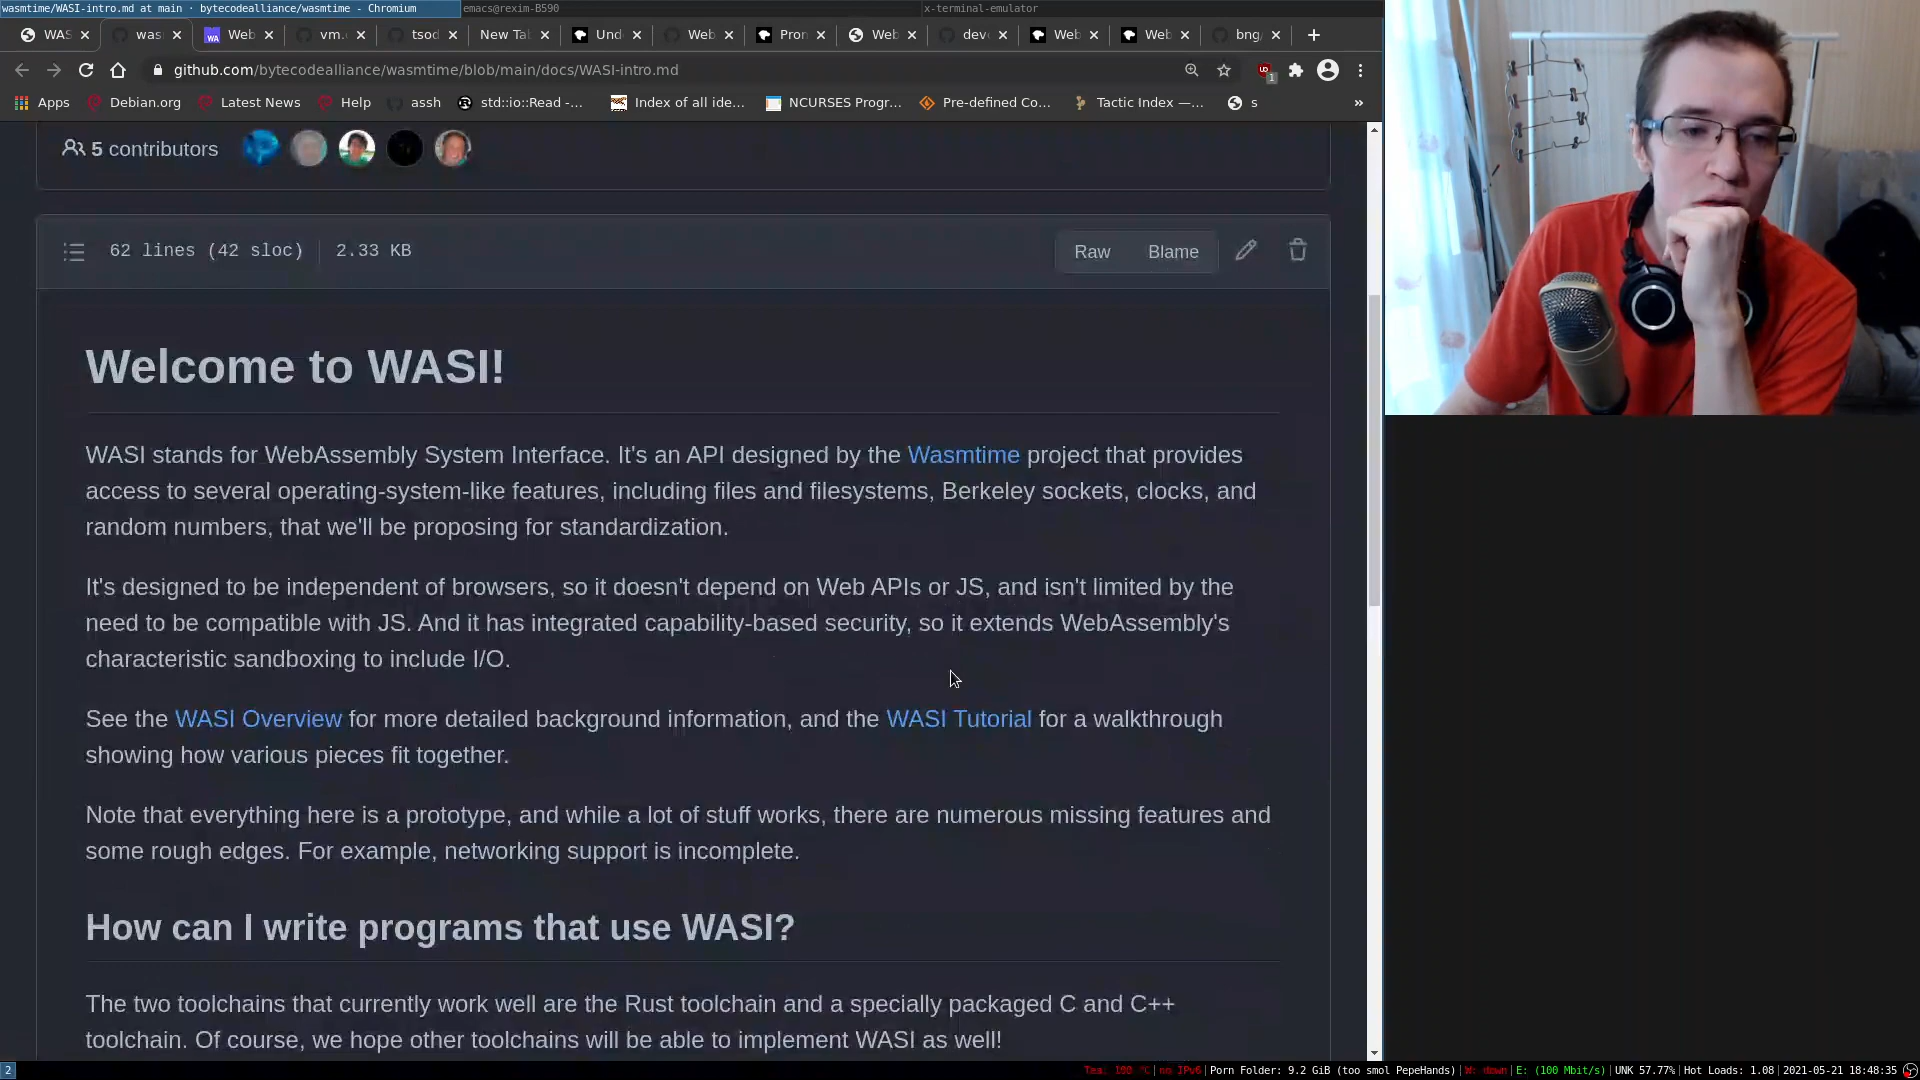 wasmtime/WASI-intro.md at main · bytecodealliance/wasmtime - Chromium
emacs@rexim-B590
x-terminal-emulator
WAS
was
Web
vm.c
tsod
New Tab
Und
Web
Pron
Web
devc
Web
Web
bng/
github.com/bytecodealliance/wasmtime/blob/main/docs/WASI-intro.md
1
Apps
Debian.org
Latest News
Help
assh
std::io::Read -...
Index of all ide...
NCURSES Progr...
Pre-defined Co...
Tactic Index —...
s
»
5 contributors
62 lines (42 sloc)
2.33 KB
Raw
Blame
Welcome to WASI!
WASI stands for WebAssembly System Interface. It's an API designed by the Wasmtime project that provides
access to several operating-system-like features, including files and filesystems, Berkeley sockets, clocks, and
random numbers, that we'll be proposing for standardization.
It's designed to be independent of browsers, so it doesn't depend on Web APIs or JS, and isn't limited by the
need to be compatible with JS. And it has integrated capability-based security, so it extends WebAssembly's
characteristic sandboxing to include I/O.
See the WASI Overview for more detailed background information, and the WASI Tutorial for a walkthrough
showing how various pieces fit together.
Note that everything here is a prototype, and while a lot of stuff works, there are numerous missing features and
some rough edges. For example, networking support is incomplete.
How can I write programs that use WASI?
The two toolchains that currently work well are the Rust toolchain and a specially packaged C and C++
toolchain. Of course, we hope other toolchains will be able to implement WASI as well!
2
Tea: 100 °C|no IPv6|Porn Folder: 9.2 GiB (too smol PepeHands)|W: down|E: (100 Mbit/s)|UNK 57.77%|Hot Loads: 1.08|2021-05-21 18:48:35